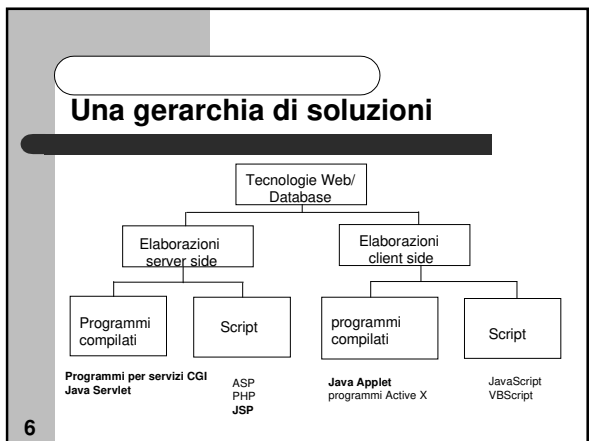 Una gerarchia di soluzioni
Tecnologie Web/
Database
Elaborazioni
server side
Elaborazioni
client side
Programmi
compilati
Script
programmi
compilati
Script
Programmi per servizi CGI
Java Servlet
ASP
PHP
JSP
Java Applet
programmi Active X
JavaScript
VBScript
6